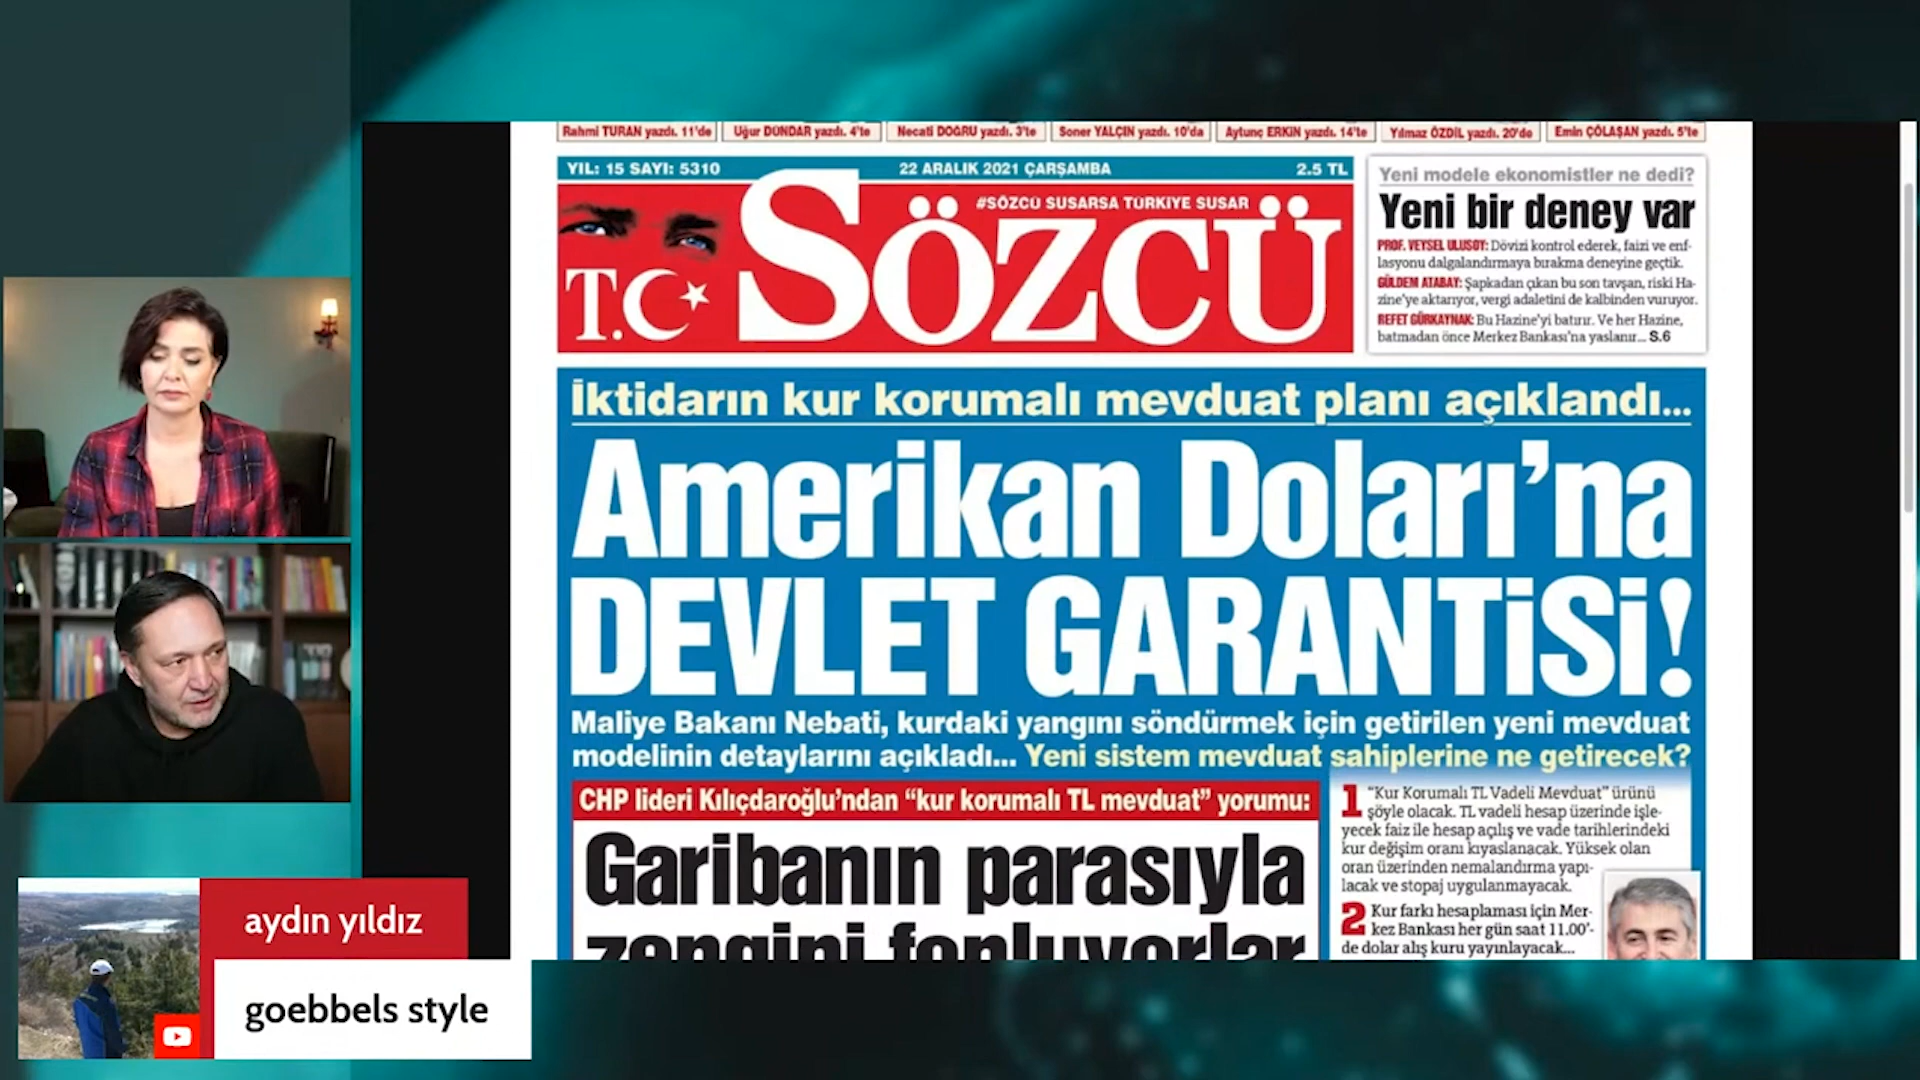 Rahmi TURAN yazdı. 11'de
Uğur DÜNDAR yazdı. 4'te
Necati DOĞRU yazdı. 3'te
Soner YALÇIN yazdı. 10'da
Aytunç ERKİN yazdı. 14'te
Yılmaz ÖZDİL yazdı. 20'de
Emin ÇÖLAŞAN yazdı. 5'te
YIL: 15 SAYI: 5310
22 ARALIK 2021 ÇARŞAMBA
2.5 TL
#SÖZCÜ SUSARSA TÜRKİYE SUSAR
T.C
SÖZCÜ
Yeni modele ekonomistler ne dedi?
Yeni bir deney var
PROF. VEYSEL ULUSOY: Dövizi kontrol ederek, faizi ve enf-
lasyonu dalgalandırmaya bırakma deneyine geçtik.
GÜLDEM ATABAY: Şapkadan çıkan bu son tavşan, riski Ha-
zine'ye aktarıyor, vergi adaletini de kalbinden vuruyor.
REFET GÜRKAYNAK: Bu Hazine'yi batırır. Ve her Hazine,
batmadan önce Merkez Bankası'na yaslanır... S.6
İktidarın kur korumalı mevduat planı açıklandı...
Amerikan Doları'na
DEVLET GARANTİSİ!
Maliye Bakanı Nebati, kurdaki yangını söndürmek için getirilen yeni mevduat
modelinin detaylarını açıkladı... Yeni sistem mevduat sahiplerine ne getirecek?
CHP lideri Kılıçdaroğlu'ndan "kur korumalı TL mevduat" yorumu:
Garibanın parasıyla
zengini fonluyorlar
1 "Kur Korumalı TL Vadeli Mevduat" ürünü
şöyle olacak. TL vadeli hesap üzerinde işle-
yecek faiz ile hesap açılış ve vade tarihlerindeki
kur değişim oranı kıyaslanacak. Yüksek olan
oran üzerinden nemalandırma yapı-
lacak ve stopaj uygulanmayacak.
2 Kur farkı hesaplaması için Mer-
kez Bankası her gün saat 11.00'-
de dolar alış kuru yayınlayacak...
aydın yıldız
goebbels style